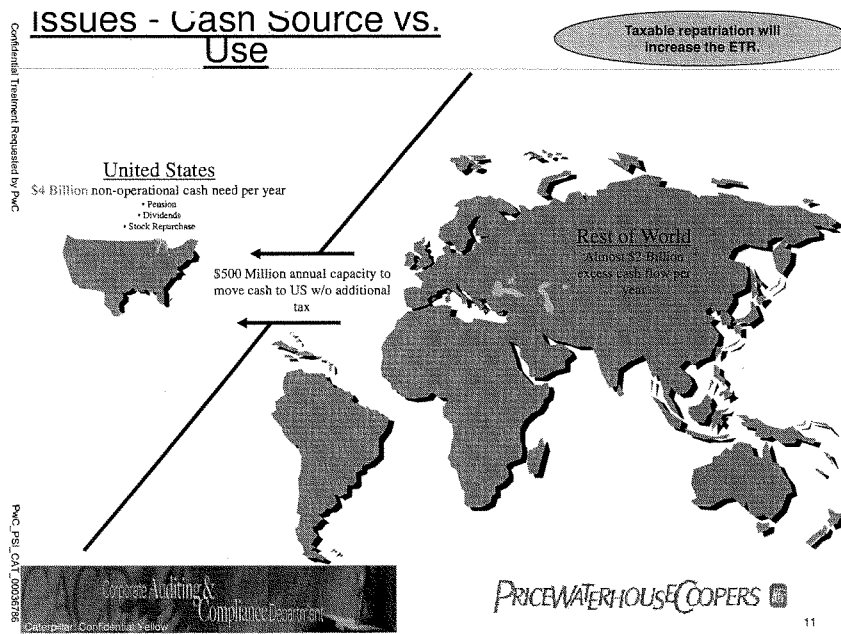 Issues - Cash Source vs.
Use
Taxable repatriation will
increase the ETR.
Confidential Treatment Requested by PwC
United States
$4 Billion non-operational cash need per year
• Pension
• Dividends
• Stock Repurchase
Rest of World
Almost $2 Billion
excess cash flow per
year
$500 Million annual capacity to
move cash to US w/o additional
tax
PwC_PSI_CAT_00036786
Corporate Auditing &
Compliance Department
Caterpillar: Confidential Yellow
PRICEWATERHOUSECOOPERS
11